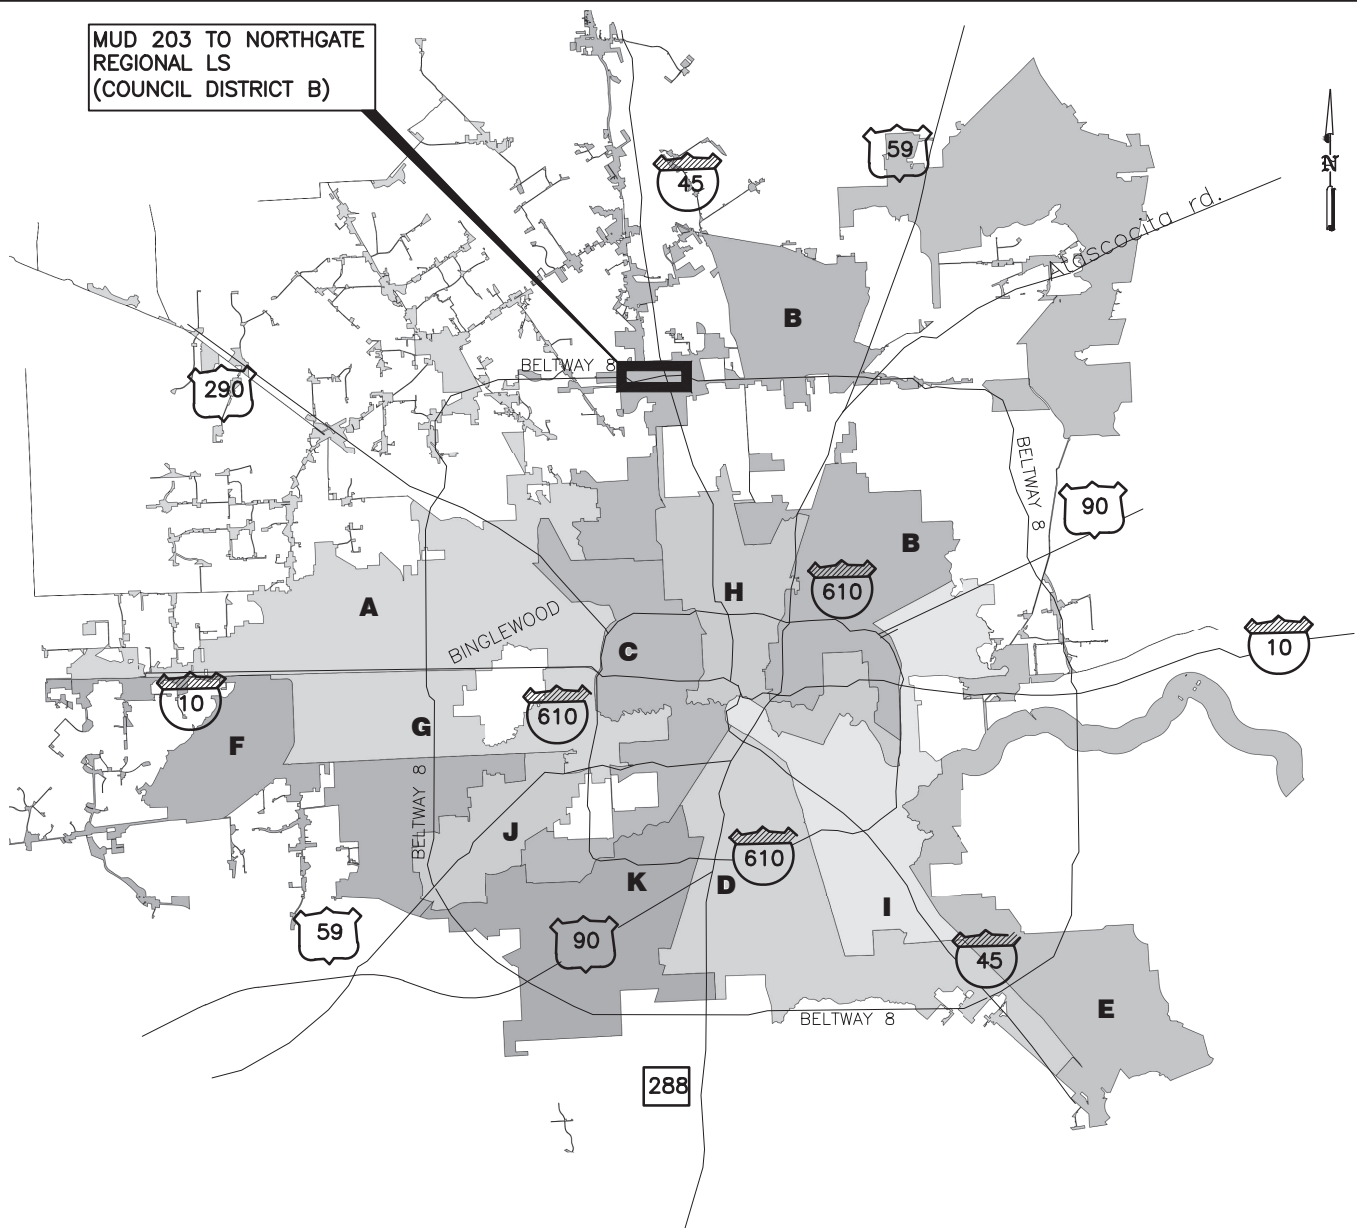 MUD 203 TO NORTHGATE
REGIONAL LS
(COUNCIL DISTRICT B)
59
45
N
Atascocita rd.
B
BELTWAY 8
290
BELTWAY 8
90
B
610
H
A
BINGLEWOOD
C
10
10
610
G
F
BELTWAY 8
J
610
K
D
I
59
90
45
E
BELTWAY 8
288